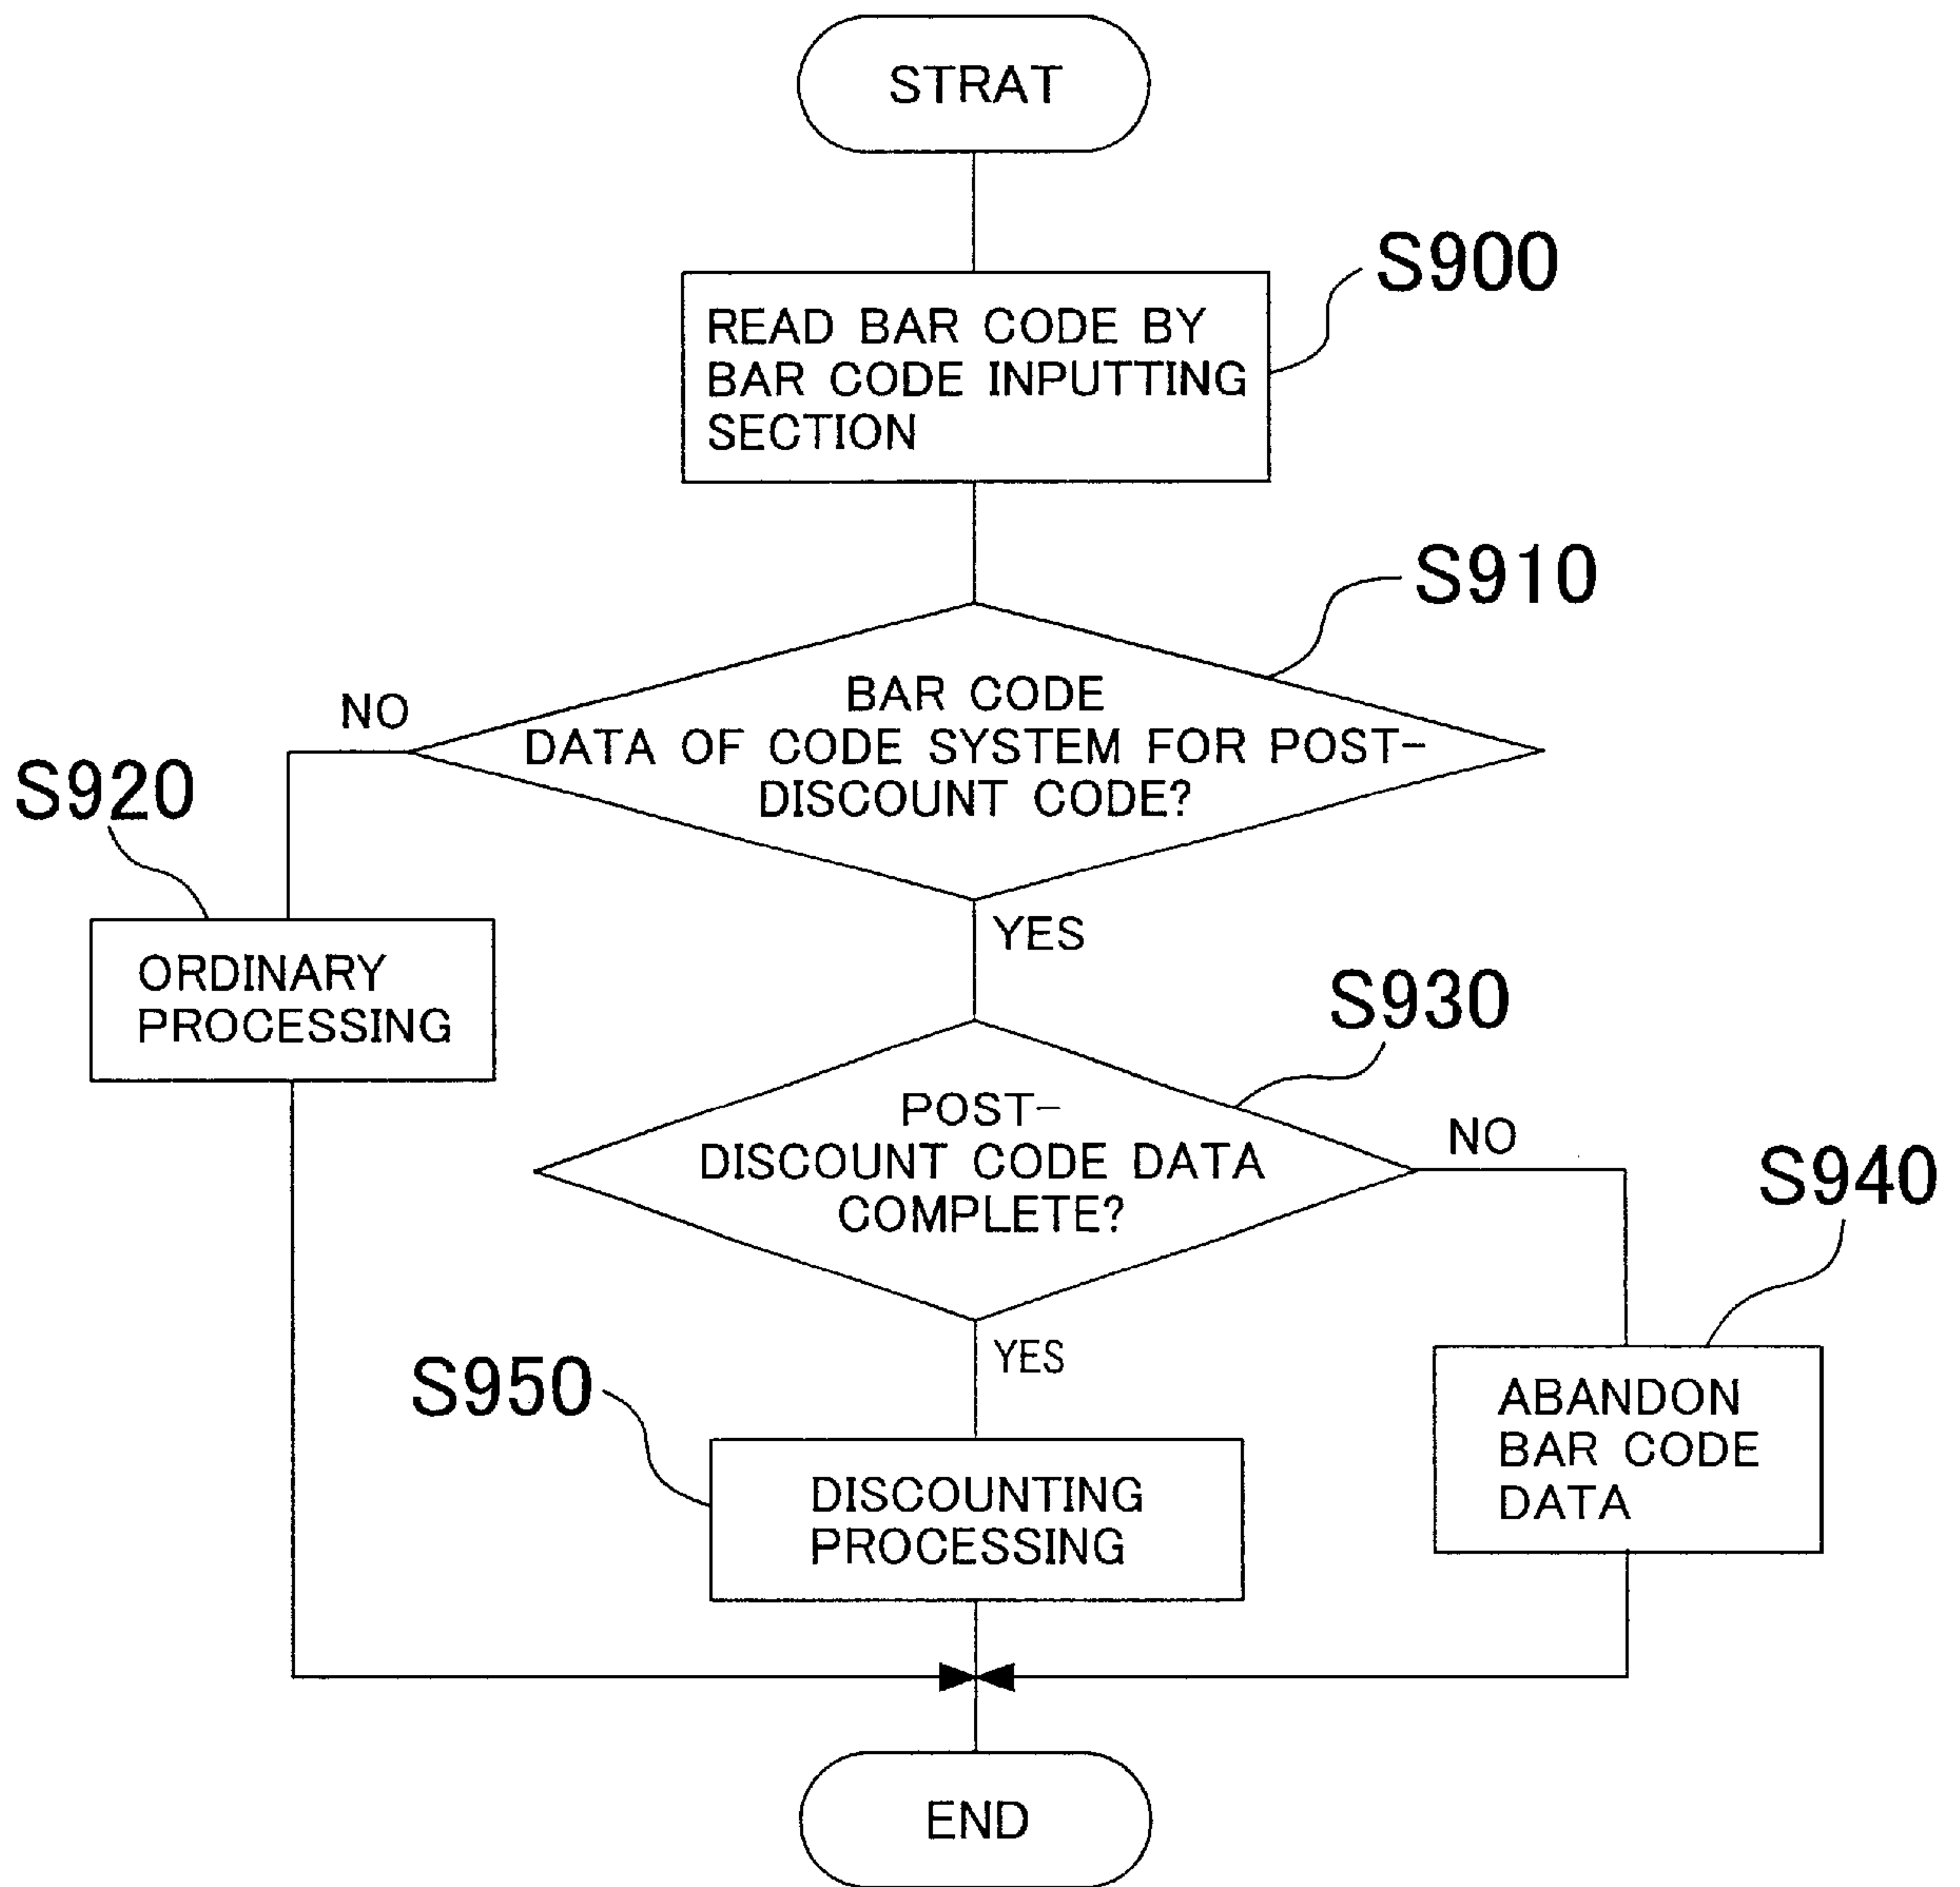 STRAT
S900
READ BAR CODE BY
BAR CODE INPUTTING
SECTION
S910
BAR CODE
DATA OF CODE SYSTEM FOR POST-
DISCOUNT CODE?
NO
S920
YES
ORDINARY
PROCESSING
S930
POST-
DISCOUNT CODE DATA
COMPLETE?
NO
S940
YES
S950
ABANDON
BAR CODE
DATA
DISCOUNTING
PROCESSING
END